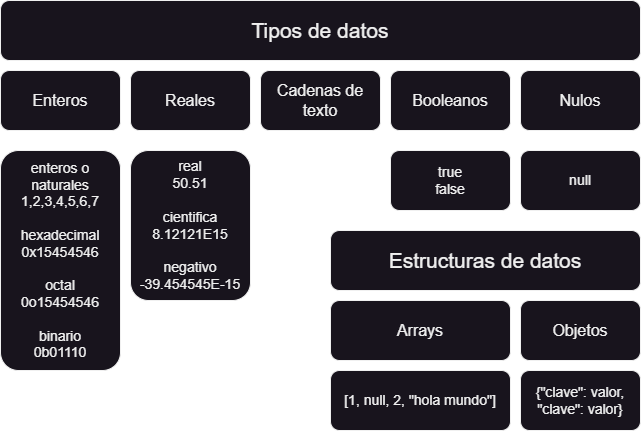 Tipos de datos
Enteros
Reales
Cadenas de
texto
Booleanos
Nulos
enteros o
naturales
1,2,3,4,5,6,7
hexadecimal
0x15454546
octal
0o15454546
binario
0b01110
real
50.51
cientifica
8.12121E15
negativo
-39.454545E-15
true
false
null
Estructuras de datos
Arrays
Objetos
[1, null, 2, "hola mundo"]
{"clave": valor,
"clave": valor}